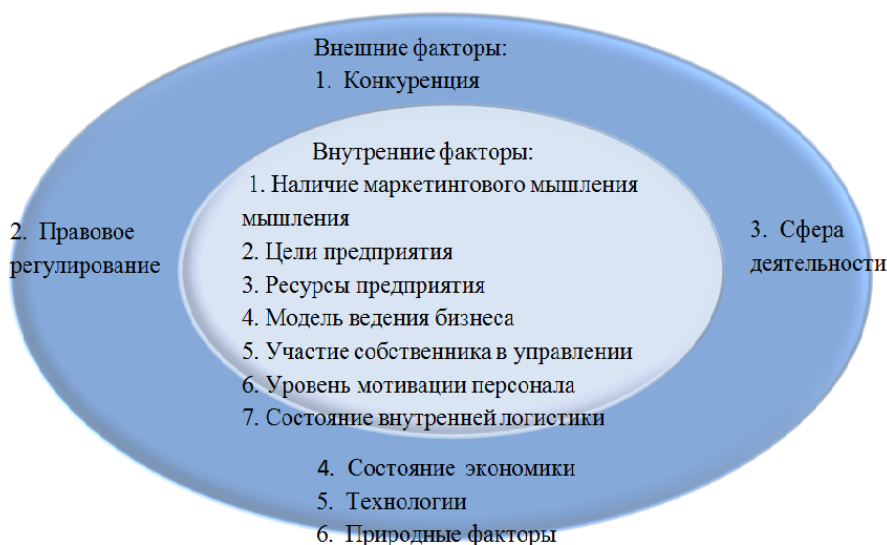 Внешние факторы:
1. Конкуренция
Внутренние факторы:
1. Наличие маркетингового мышления
мышления
2. Цели предприятия
3. Ресурсы предприятия
4. Модель ведения бизнеса
5. Участие собственника в управлении
6. Уровень мотивации персонала
7. Состояние внутренней логистики
2. Правовое
регулирование
3. Сфера
деятельности
4. Состояние экономики
5. Технологии
6. Природные факторы